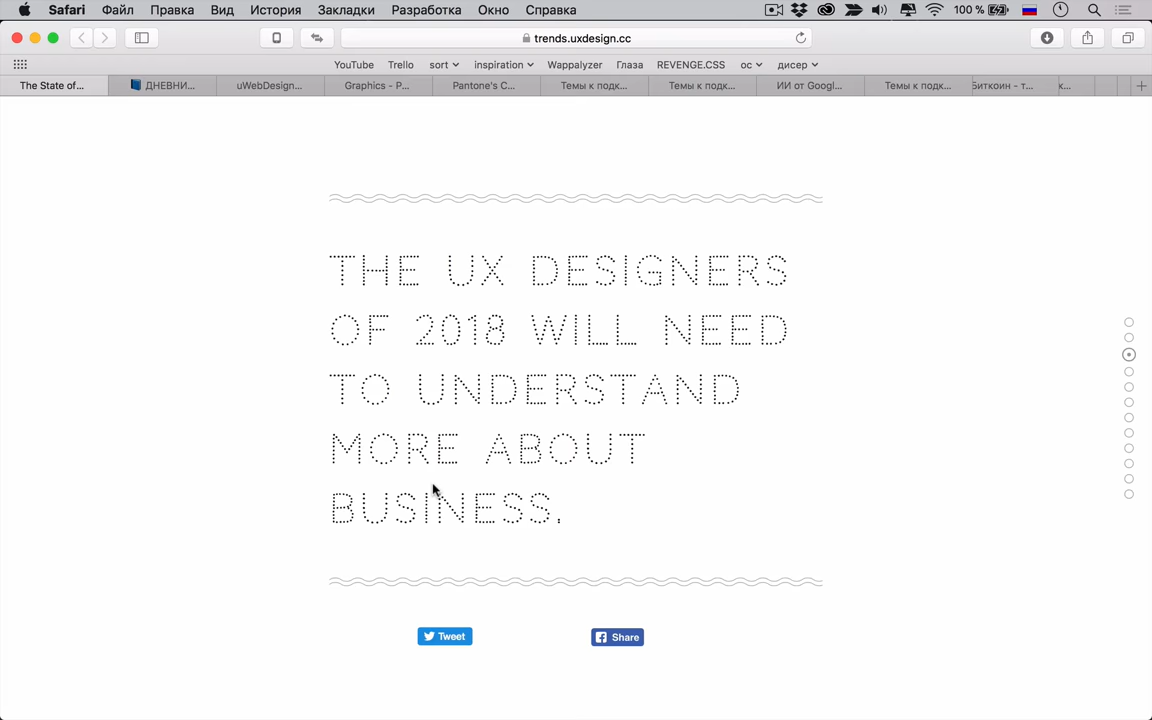 Safari Файл Правка Вид История Закладки Разработка Окно Справка 100 %
trends.uxdesign.cc
YouTube Trello sort inspiration Wappalyzer Глаза REVENGE.CSS ос дисер
The State of... ДНЕВНИ... uWebDesign... Graphics - P... Pantone's C... Темы к подк... Темы к подк... ИИ от Googl... Темы к подк... Биткоин - т... к...
THE UX DESIGNERS
OF 2018 WILL NEED
TO UNDERSTAND
MORE ABOUT
BUSINESS.
Tweet Share